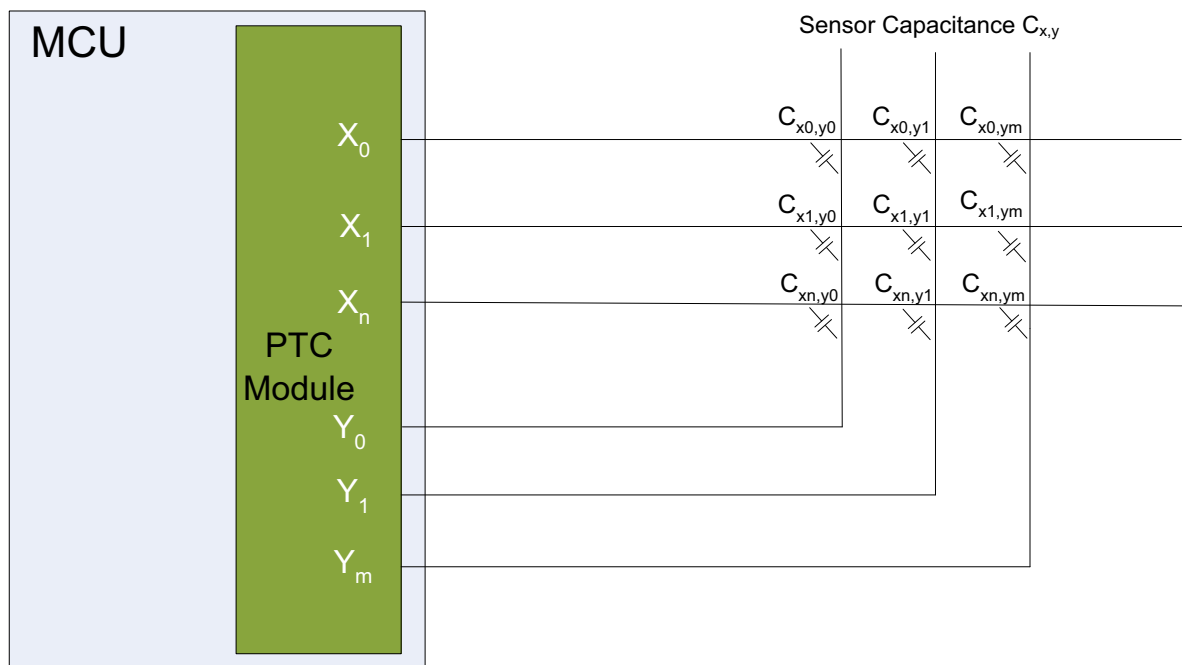 MCU
Sensor Capacitance Cx,y
X0
Cx0,y0 Cx0,y1 Cx0,ym
X1
Cx1,y0 Cx1,y1 Cx1,ym
Xn
Cxn,y0 Cxn,y1 Cxn,ym
PTC
Module
Y0
Y1
Ym